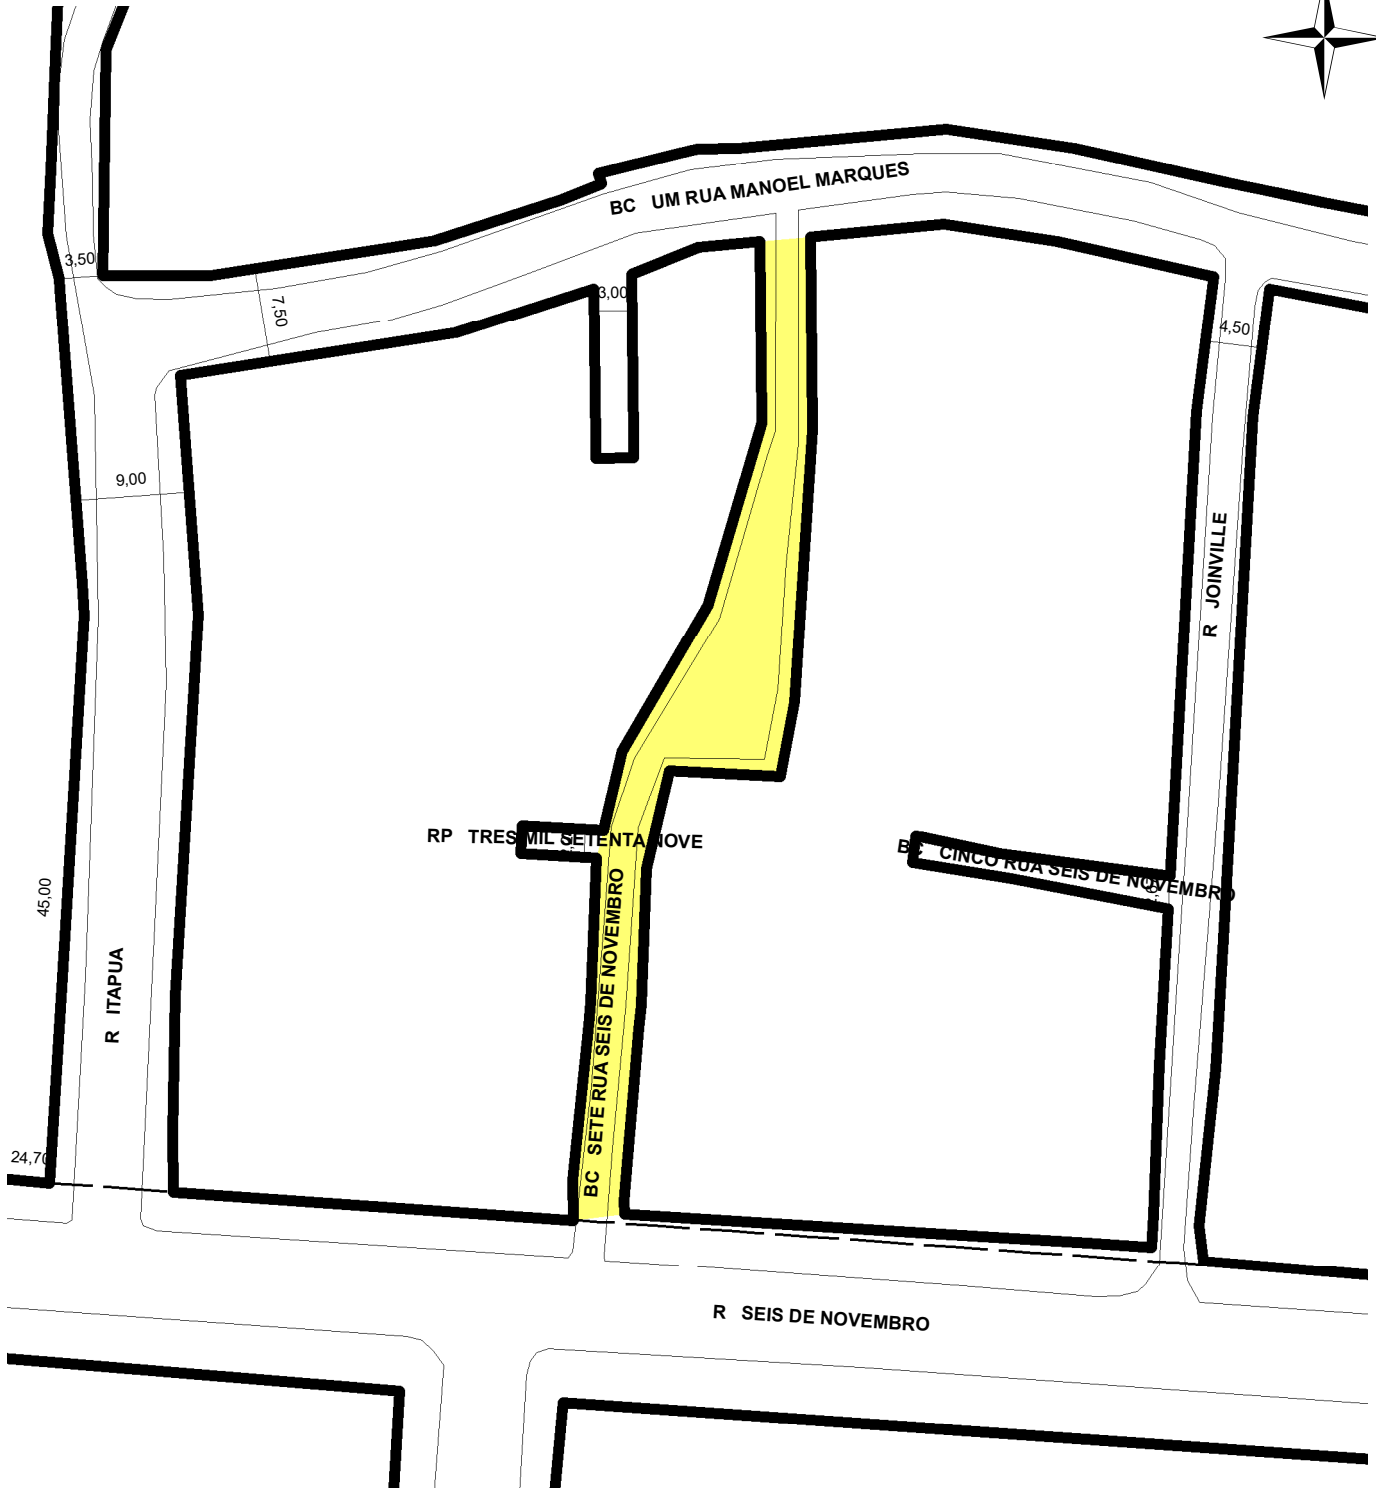 BC UM RUA MANOEL MARQUES
3,50
7,50
3,00
4,50
9,00
R JOINVILLE
RP TRES MIL SETENTA NOVE
BC CINCO RUA SEIS DE NOVEMBRO
45,00
BC SETE RUA SEIS DE NOVEMBRO
R ITAPUA
24,70
R SEIS DE NOVEMBRO